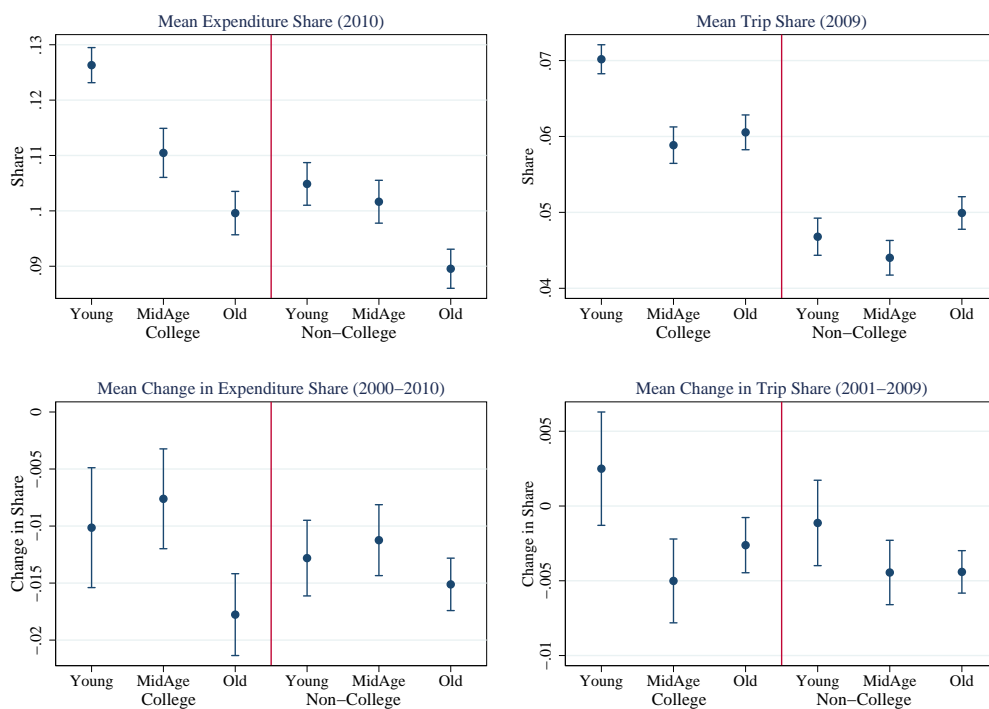 Mean Expenditure Share (2010)
Share
.13
.12
.11
.1
.09
Young MidAge Old Young MidAge Old
College Non−College
Mean Trip Share (2009)
Share
.07
.06
.05
.04
Young MidAge Old Young MidAge Old
College Non−College
Mean Change in Expenditure Share (2000−2010)
Change in Share
0
−.005
−.01
−.015
−.02
Young MidAge Old Young MidAge Old
College Non−College
Mean Change in Trip Share (2001−2009)
Change in Share
.005
0
−.005
−.01
Young MidAge Old Young MidAge Old
College Non−College